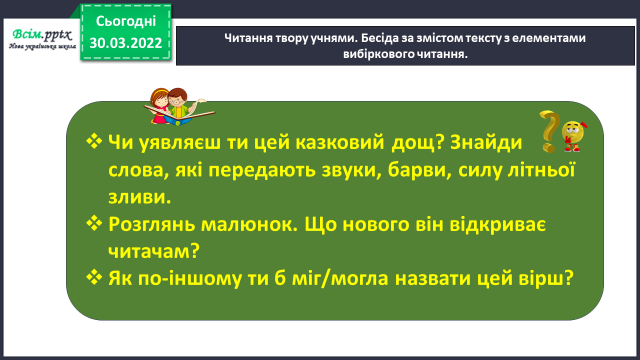 Всім.pptx
Нова українська школа
Сьогодні
30.03.2022
Читання твору учнями. Бесіда за змістом тексту з елементами
вибіркового читання.
❖ Чи уявляєш ти цей казковий дощ? Знайди
слова, які передають звуки, барви, силу літньої
зливи.
❖ Розглянь малюнок. Що нового він відкриває
читачам?
❖ Як по-іншому ти б міг/могла назвати цей вірш?